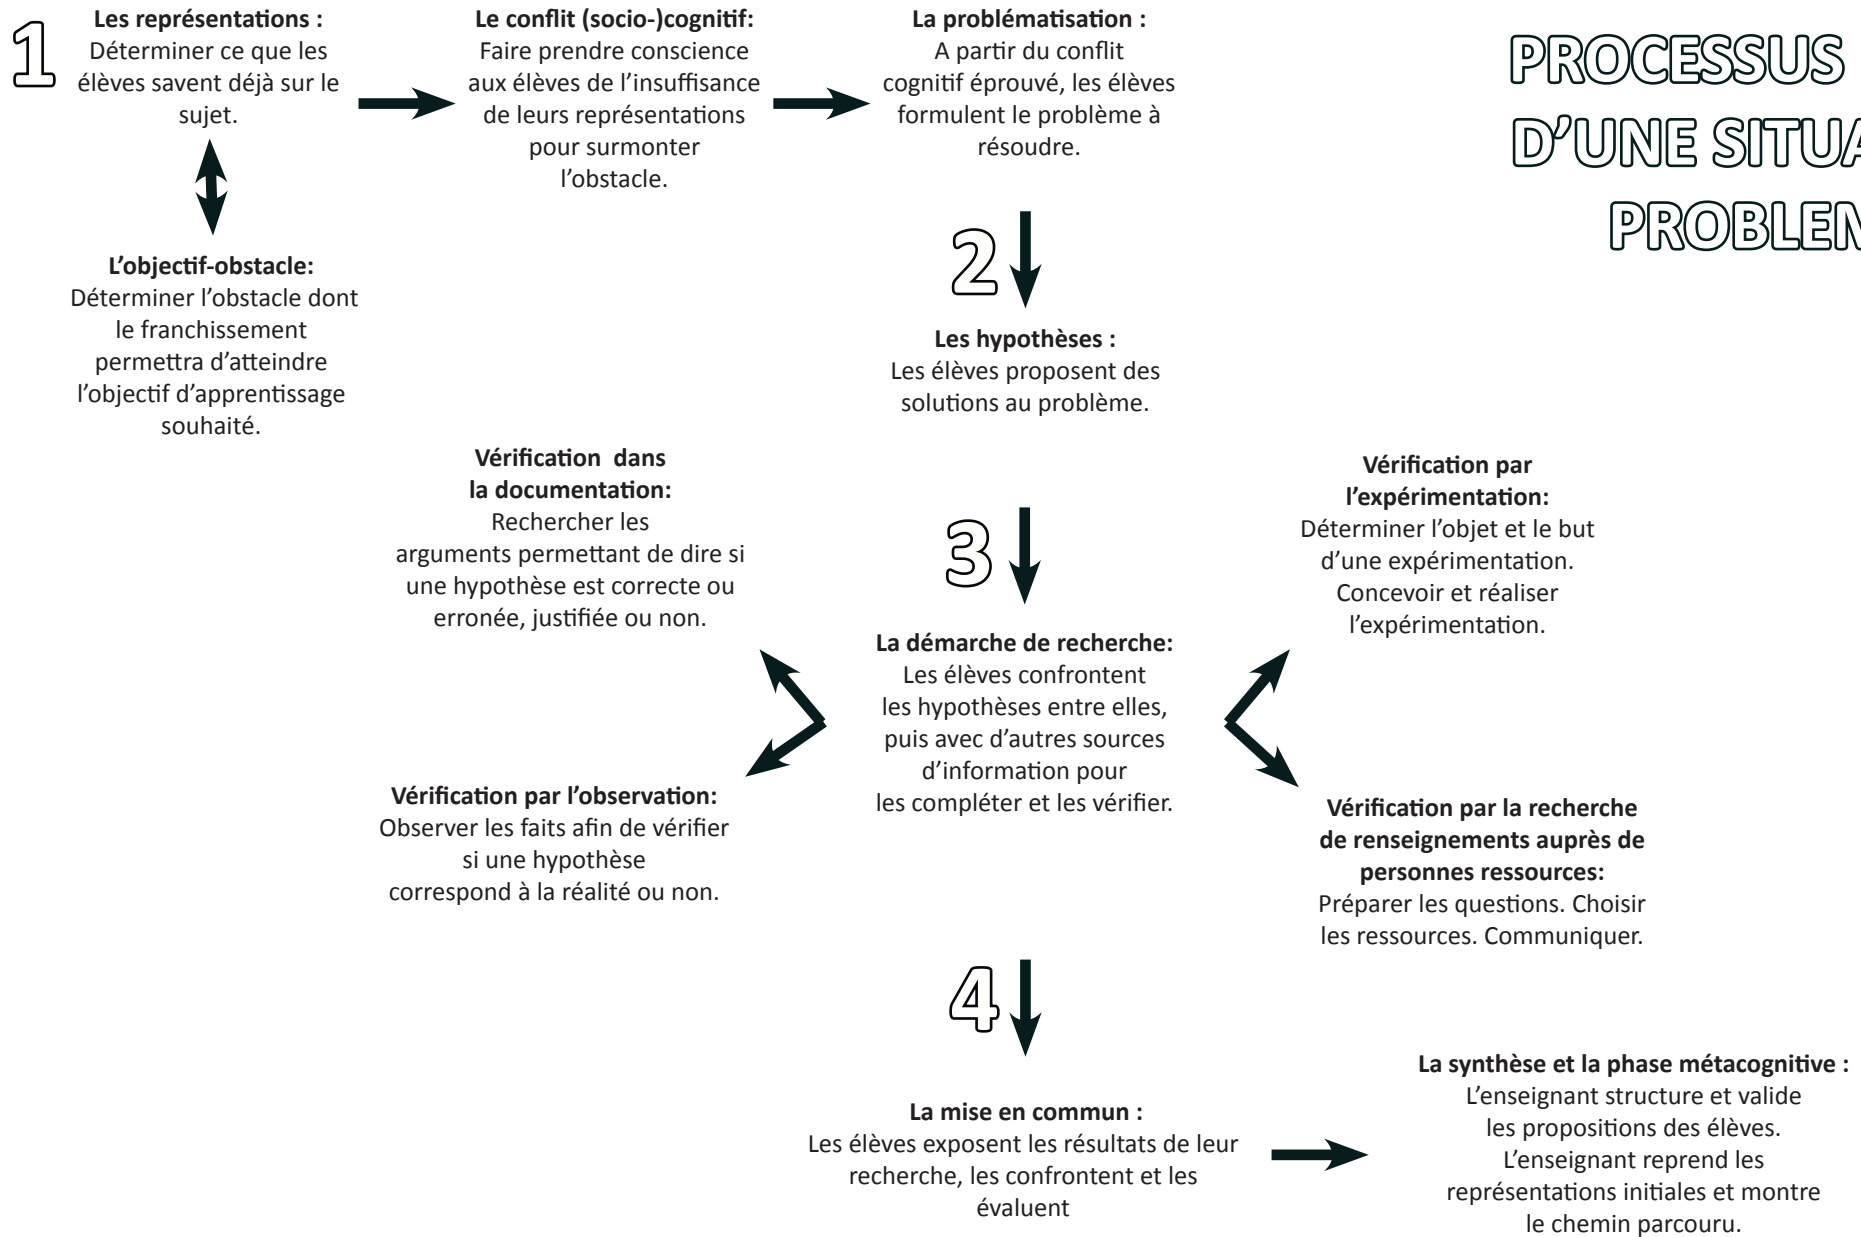 PROCESSUS
D'UNE
1
Les représentations :
Déterminer ce que les
élèves savent déjà sur le
sujet.
Le conflit (socio-)cognitif:
Faire prendre conscience
aux élèves de l'insuffisance
de leurs représentations
pour surmonter
l'obstacle.
La problématisation :
A partir du conflit
cognitif éprouvé, les élèves
formulent le problème à
résoudre.
L'objectif-obstacle:
Déterminer l'obstacle dont
le franchissement
permettra d'atteindre
l'objectif d'apprentissage
souhaité.
2
Les hypothèses :
Les élèves proposent des
solutions au problème.
3
La démarche de recherche:
Les élèves confrontent
les hypothèses entre elles,
puis avec d'autres sources
d'information pour
les compléter et les vérifier.
Vérification  dans
la documentation:
Rechercher les
arguments permettant de dire si
une hypothèse est correcte ou
erronée, justifiée ou non.
Vérification par l'observation:
Observer les faits afin de vérifier
si une hypothèse
correspond à la réalité ou non.
Vérification par
l'expérimentation:
Déterminer l'objet et le but
d'une expérimentation.
Concevoir et réaliser
l'expérimentation.
Vérification par la recherche
de renseignements auprès de
personnes ressources:
Préparer les questions. Choisir
les ressources. Communiquer.
4
La mise en commun :
Les élèves exposent les résultats de leur
recherche, les confrontent et les
évaluent
La synthèse et la phase métacognitive :
L'enseignant structure et valide
les propositions des élèves.
L'enseignant reprend les
représentations initiales et montre
le chemin parcouru.